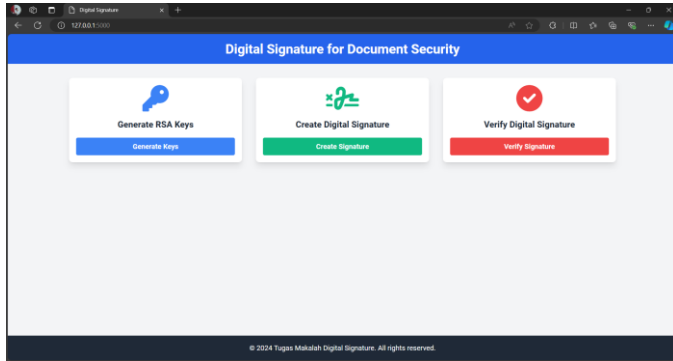 Digital Signature
127.0.0.1:5000
Digital Signature for Document Security
Generate RSA Keys
Create Digital Signature
Verify Digital Signature
Generate Keys
Create Signature
Verify Signature
© 2024 Tugas Makalah Digital Signature. All rights reserved.